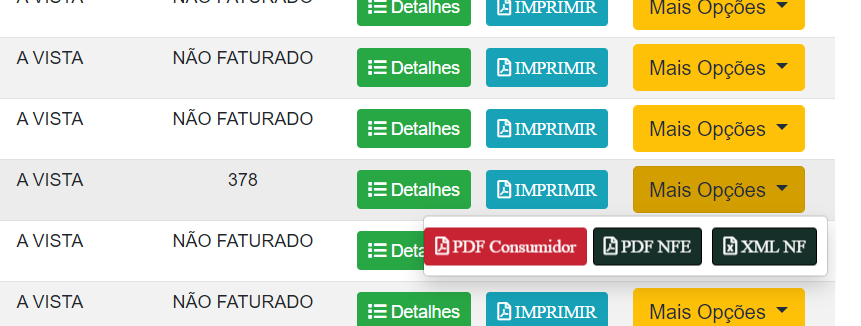 A VISTA NÃO FATURADO Detalhes IMPRIMIR Mais Opções
A VISTA NÃO FATURADO Detalhes IMPRIMIR Mais Opções
A VISTA NÃO FATURADO Detalhes IMPRIMIR Mais Opções
A VISTA 378 Detalhes IMPRIMIR Mais Opções
A VISTA NÃO FATURADO Deta PDF Consumidor PDF NFE XML NF
A VISTA NÃO FATURADO Detalhes IMPRIMIR Mais Opções